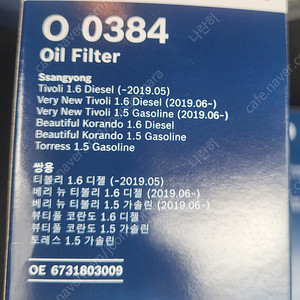 O 0384
Oil Filter
Ssangyong
Tivoli 1.6 Diesel (~2019.05)
Very New Tivoli 1.6 Diesel (2019.06~)
Very New Tivoli 1.5 Gasoline (2019.06~)
Beautiful Korando 1.6 Diesel
Beautiful Korando 1.5 Gasoline
Torress 1.5 Gasoline
쌍용
티볼리 1.6 디젤 (~2019.05)
베리 뉴 티볼리 1.6 디젤 (2019.06~)
베리 뉴 티볼리 1.5 가솔린 (2019.06~)
뷰티풀 코란도 1.6 디젤
뷰티풀 코란도 1.5 가솔린
토레스 1.5 가솔린
OE 6731803009